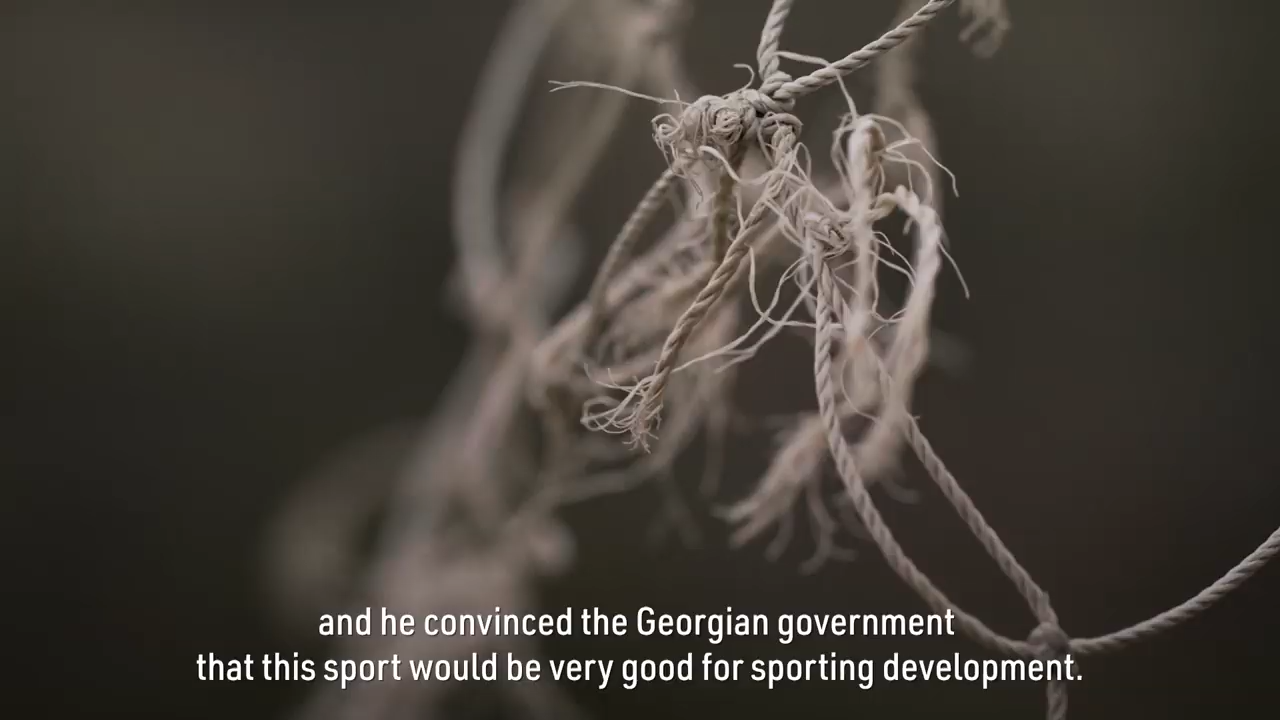 and he convinced the Georgian government
that this sport would be very good for sporting development.